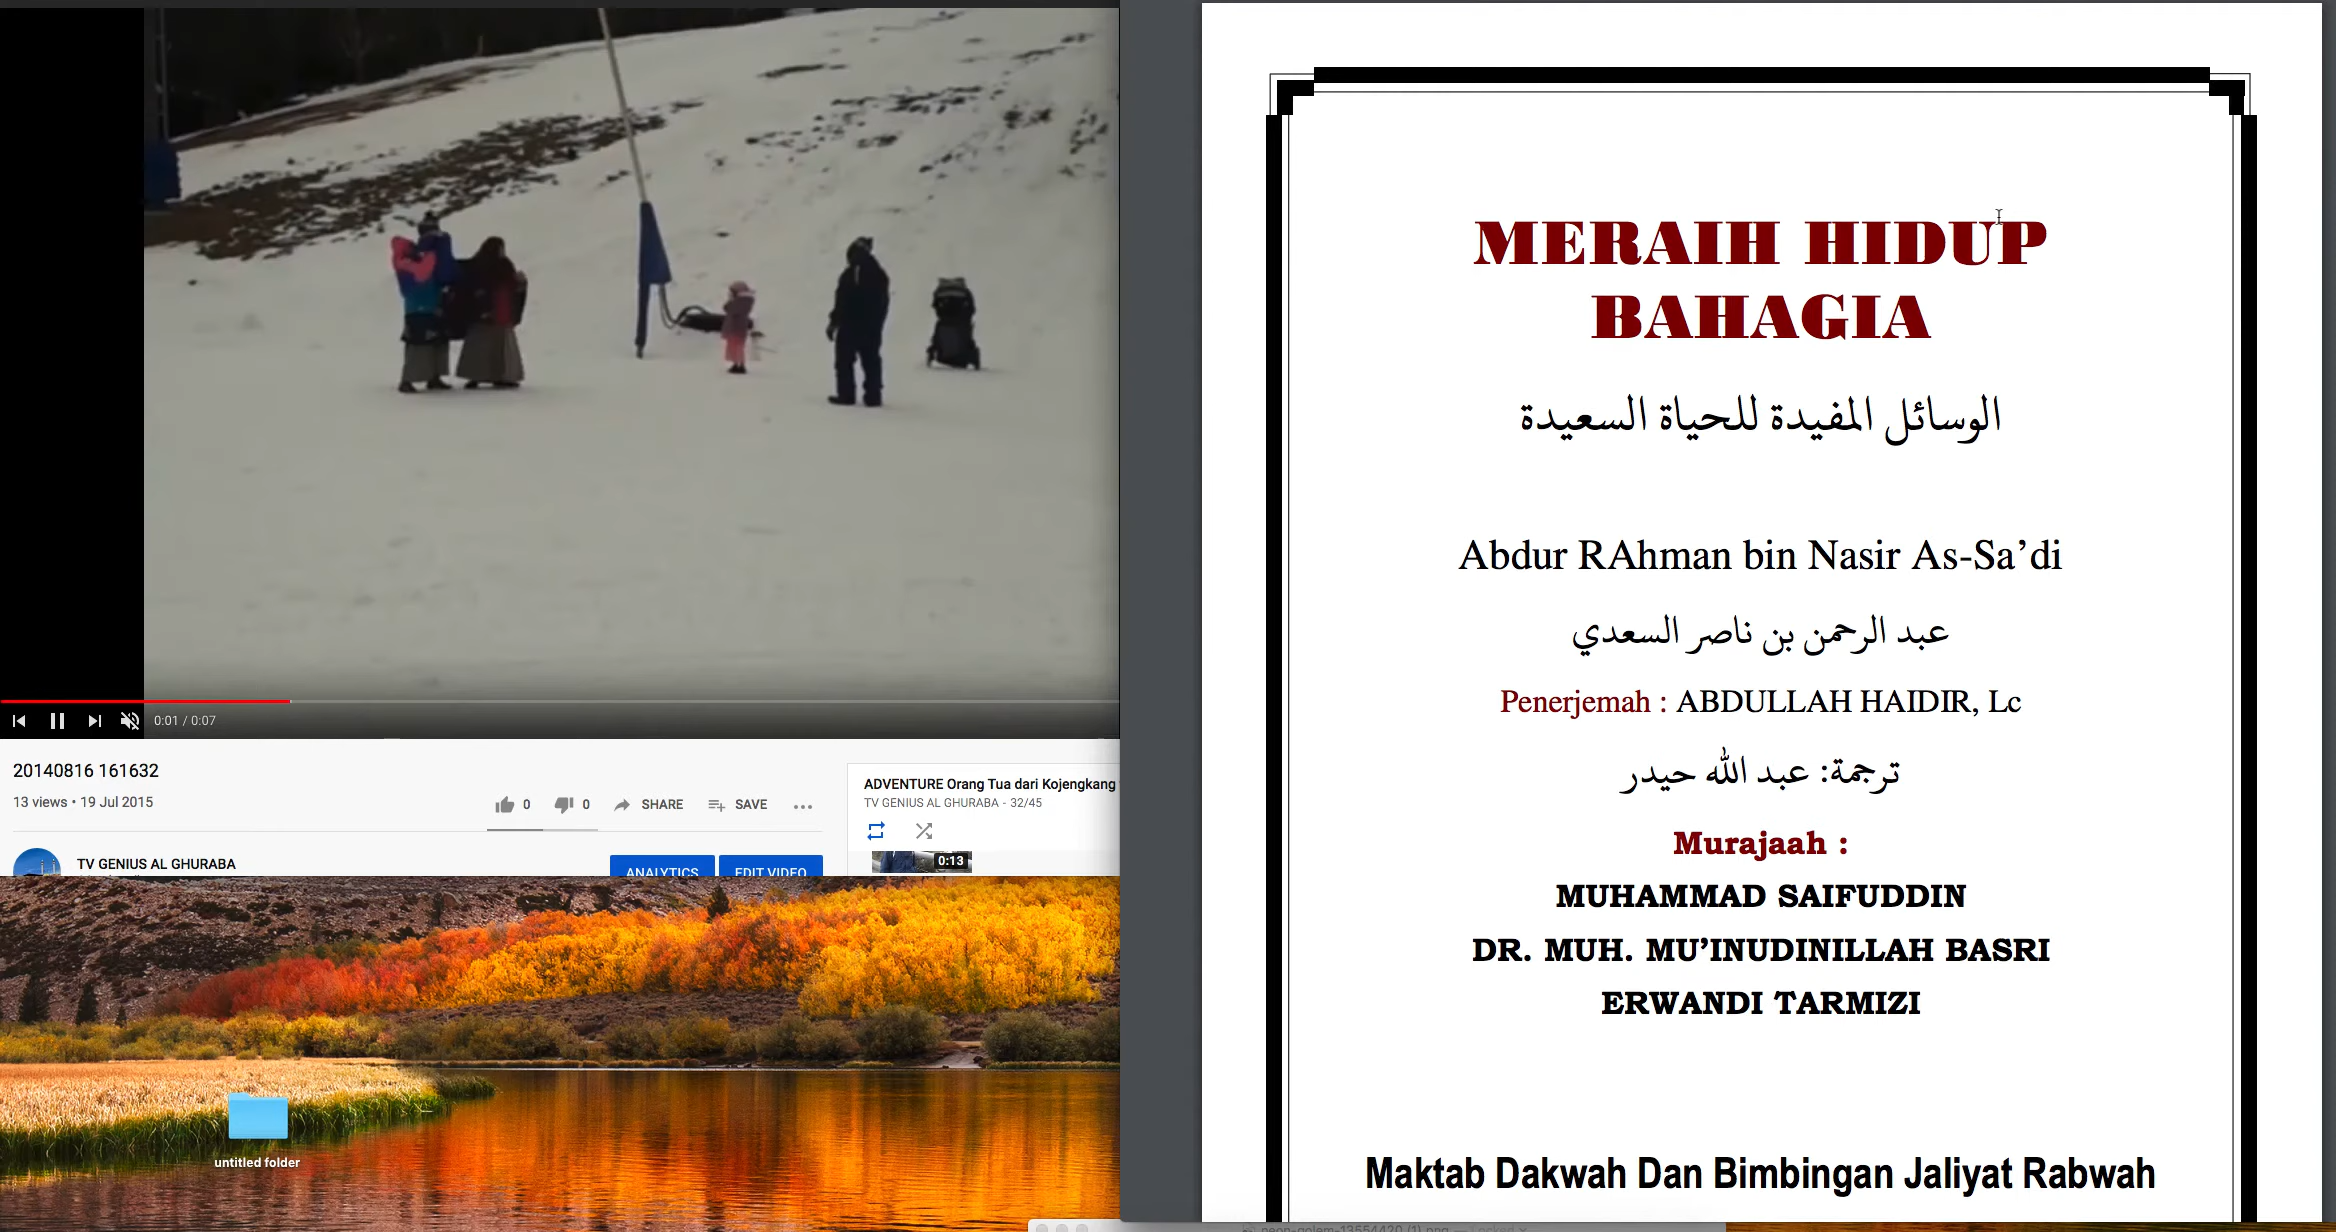 0:01 / 0:07
20140816 161632
13 views • 19 Jul 2015
0
0
SHARE
SAVE
TV GENIUS AL GHURABA
ANALYTICS
EDIT VIDEO
ADVENTURE Orang Tua dari Kojengkang
TV GENIUS AL GHURABA - 32/45
0:13
untitled folder
MERAIH HIDUP
BAHAGIA
الوسائل المفيدة للحياة السعيدة
Abdur RAhman bin Nasir As-Sa’di
عبد الرحمن بن ناصر السعدي
Penerjemah : ABDULLAH HAIDIR, Lc
ترجمة: عبد الله حيدر
Murajaah :
MUHAMMAD SAIFUDDIN
DR. MUH. MU’INUDINILLAH BASRI
ERWANDI TARMIZI
Maktab Dakwah Dan Bimbingan Jaliyat Rabwah